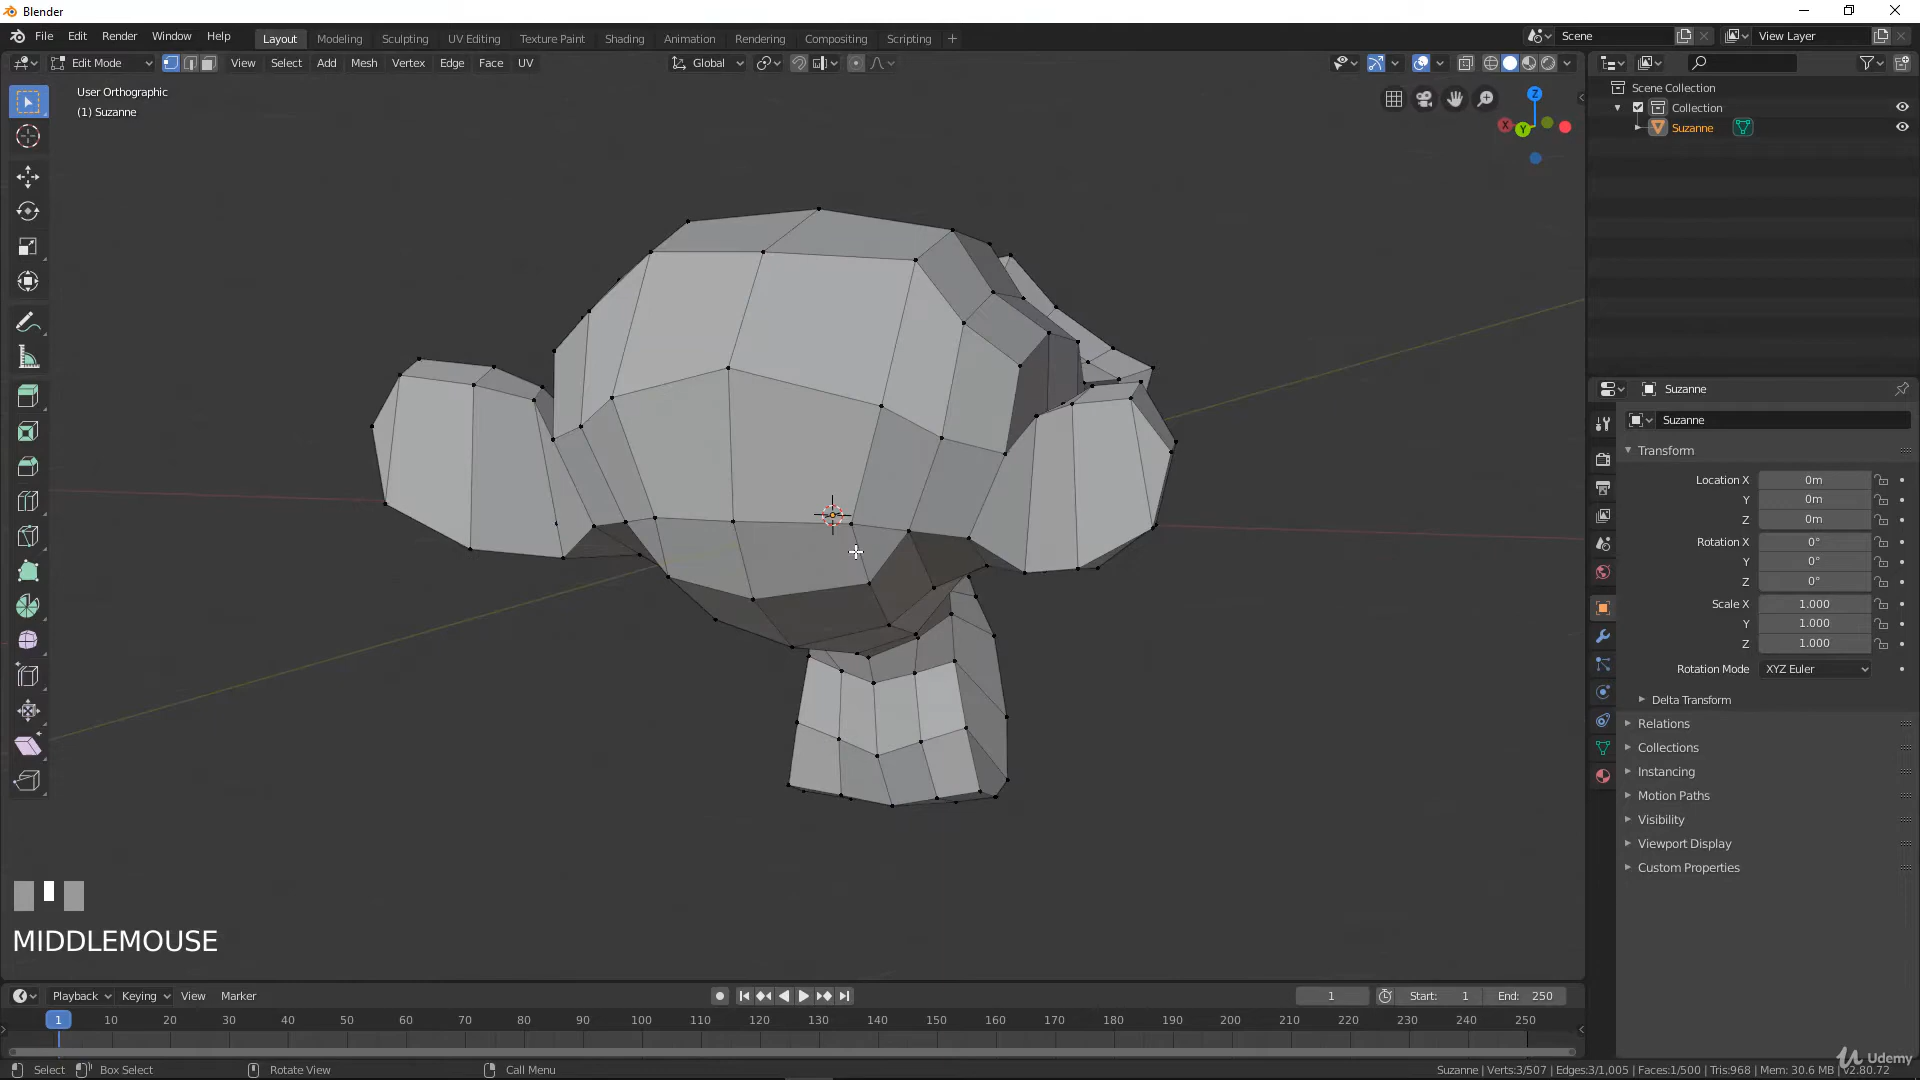 Blender
File Edit Render Window Help
Layout Modeling Sculpting UV Editing Texture Paint Shading Animation Rendering Compositing Scripting +
Scene
View Layer
Edit Mode View Select Add Mesh Vertex Edge Face UV
Global
User Orthographic
(1) Suzanne
Z
X
Y
Scene Collection
Collection
Suzanne
Suzanne
Suzanne
Transform
Location X 0m
Y 0m
Z 0m
Rotation X 0°
Y 0°
Z 0°
Scale X 1.000
Y 1.000
Z 1.000
Rotation Mode XYZ Euler
Delta Transform
Relations
Collections
Instancing
Motion Paths
Visibility
Viewport Display
Custom Properties
MIDDLEMOUSE
Playback Keying View Marker
1 Start: 1 End: 250
1 10 20 30 40 50 60 70 80 90 100 110 120 130 140 150 160 170 180 190 200 210 220 230 240 250
Select Box Select Rotate View Call Menu
Suzanne | Verts:3/507 | Edges:3/1,005 | Faces:1/500 | Tris:968 | Mem: 30.6 MB | v2.80.72
Udemy